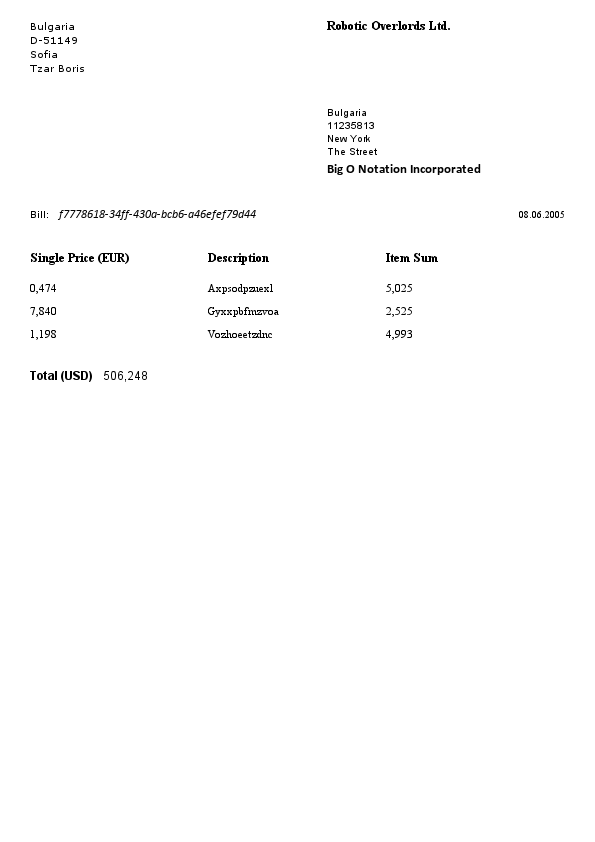 Bulgaria
D-51149
Sofia
Tzar Boris
Robotic Overlords Ltd.
Bulgaria
11235813
New York
The Street
Big O Notation Incorporated
Bill: f7778618-34ff-430a-bcb6-a46efef79d44 08.06.2005
Single Price (EUR) Description Item Sum
0,474 Axpsodpzuexl 5,025
7,840 Gyxxpbfmzvoa 2,525
1,198 Vozhoeetzdnc 4,993
Total (USD) 506,248